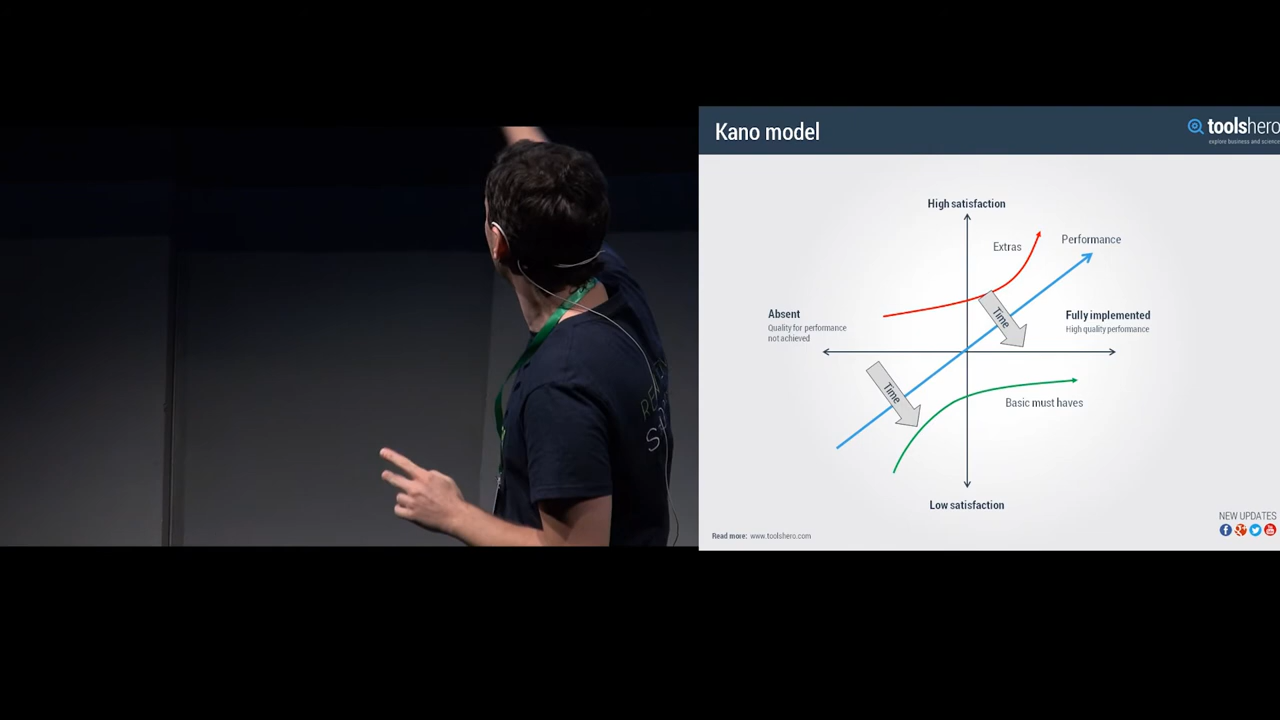 Kano model
toolshero
explore business and science
High satisfaction
Extras
Performance
Absent
Quality for performance
not achieved
Time
Fully implemented
High quality performance
Time
Basic must haves
Low satisfaction
NEW UPDATES
Read more: www.toolshero.com